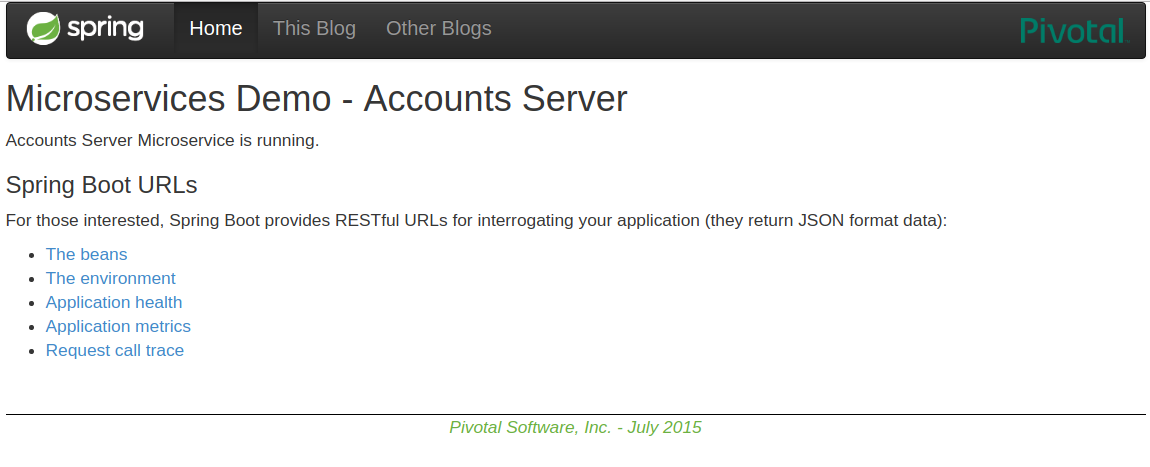 spring Home This Blog Other Blogs Pivotal
Microservices Demo - Accounts Server
Accounts Server Microservice is running.
Spring Boot URLs
For those interested, Spring Boot provides RESTful URLs for interrogating your application (they return JSON format data):
• The beans
• The environment
• Application health
• Application metrics
• Request call trace
Pivotal Software, Inc. - July 2015